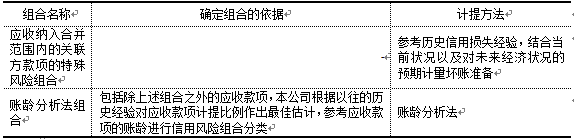 组合名称 确定组合的依据 计提方法
应收纳入合并
范围内的关联
方款项的特殊
风险组合
参考历史信用损失经验，结合当
前状况以及对未来经济状况的
预期计量坏账准备
账龄分析法组
合
包括除上述组合之外的应收款项，本公司根据以往的历
史经验对应收款项计提比例作出最佳估计，参考应收款
项的账龄进行信用风险组合分类
账龄分析法